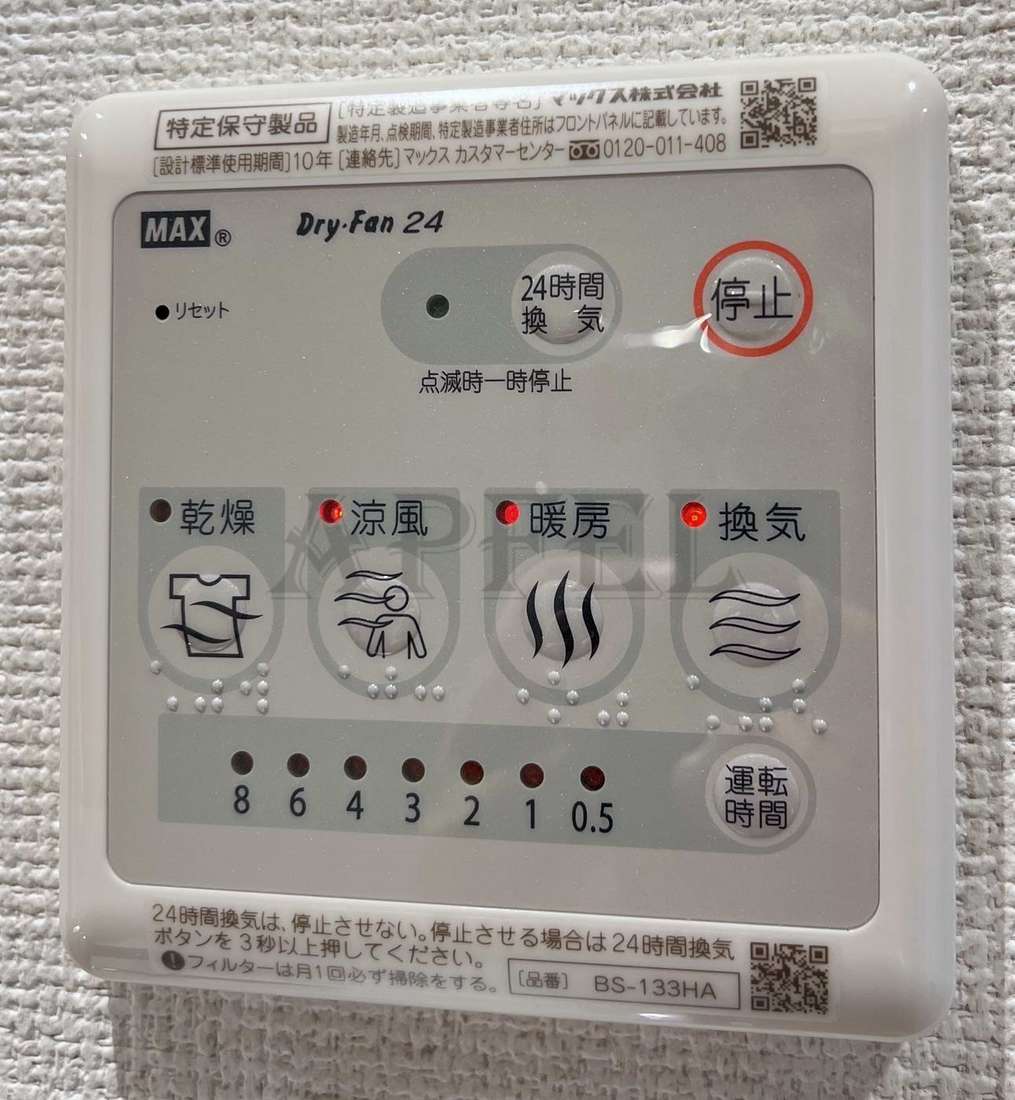 特定保守製品 [特定製造事業者等名] マックス株式会社
製造年月、点検期間、特定製造事業者住所はフロントパネルに記載しています。
[設計標準使用期間]10年 [連絡先]マックス カスタマーセンター 0120-011-408
MAX® Dry・Fan 24
リセット
24時間
換 気
停止
点滅時一時停止
乾燥 涼風 暖房 換気
APFEL
8 6 4 3 2 1 0.5
運転
時間
24時間換気は、停止させない。停止させる場合は24時間換気
ボタンを3秒以上押してください。
フィルターは月1回必ず掃除をする。
[品番] BS-133HA